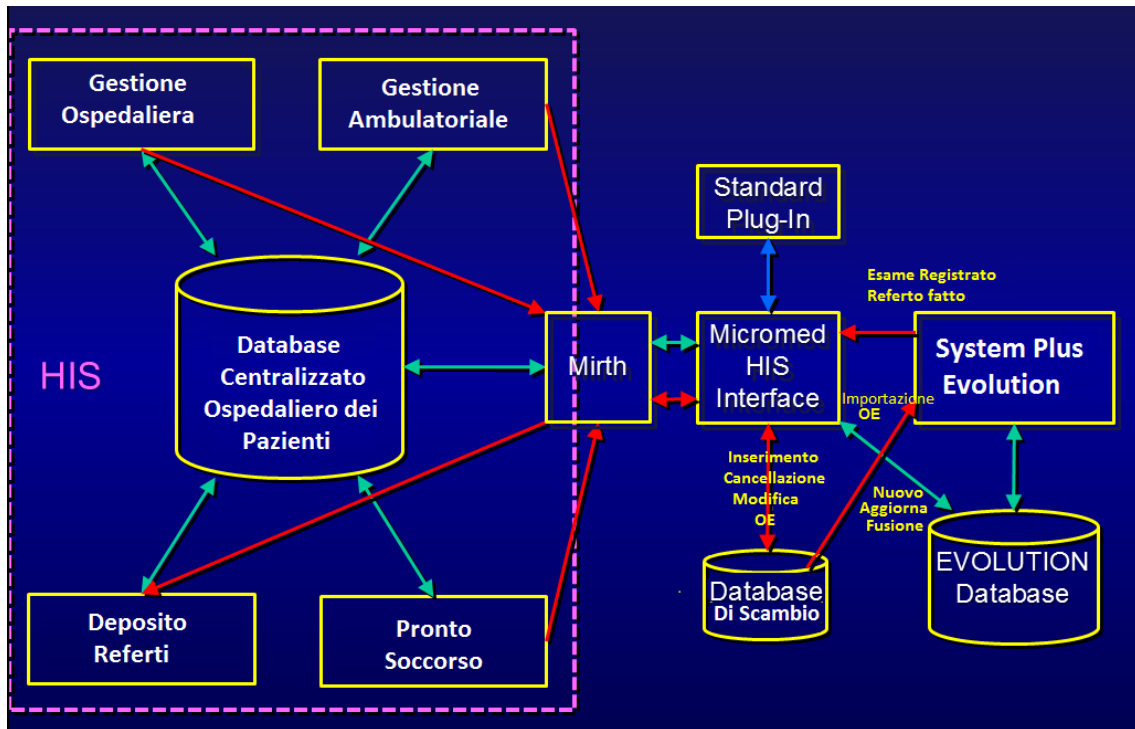 Gestione
Ospedaliera
Gestione
Ambulatoriale
Standard
Plug-In
Esame Registrato
Referto fatto
HIS
Database
Centralizzato
Ospedaliero dei
Pazienti
Mirth
Micromed
HIS
Interface
System Plus
Evolution
Importazione
OE
Inserimento
Cancellazione
Modifica
OE
Nuovo
Aggiorna
Fusione
Database
Di Scambio
EVOLUTION
Database
Deposito
Referti
Pronto
Soccorso